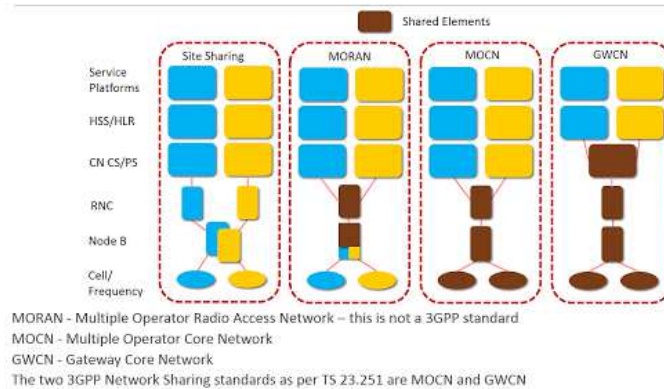 Shared Elements
Site Sharing
MORAN
MOCN
GWCN
Service
Platforms
HSS/HLR
CN CS/PS
RNC
Node B
Cell/
Frequency
MORAN - Multiple Operator Radio Access Network – this is not a 3GPP standard
MOCN - Multiple Operator Core Network
GWCN - Gateway Core Network
The two 3GPP Network Sharing standards as per TS 23.251 are MOCN and GWCN